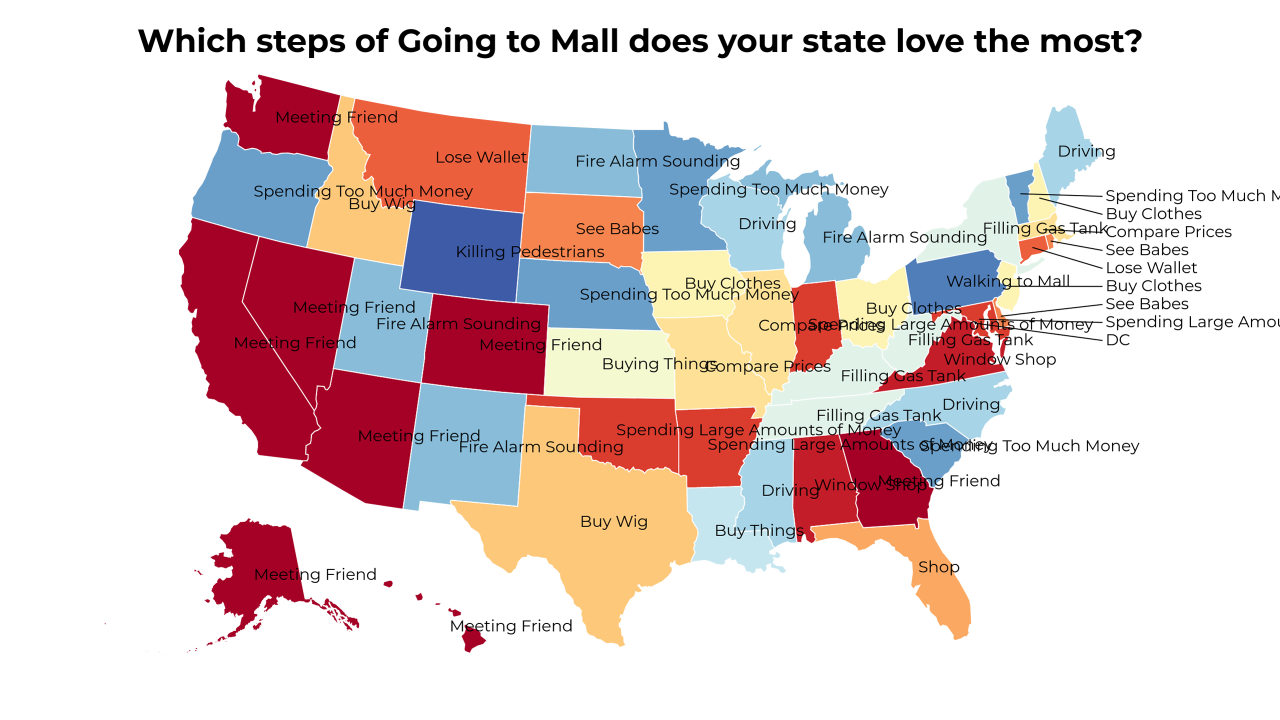 Which steps of Going to Mall does your state love the most?
Meeting Friend
Driving
Lose Wallet
Fire Alarm Sounding
Spending Too Much Money
Spending Too Much Money
Spending Too Much M
Buy Wig
Buy Clothes
Driving
See Babes
Filling Gas Tank
Compare Prices
Fire Alarm Sounding
See Babes
Killing Pedestrians
Lose Wallet
Walking to Mall
Buy Clothes
Buy Clothes
Spending Too Much Money
See Babes
Meeting Friend
Buy Clothes
Fire Alarm Sounding
Compare Prices
Spending Large Amounts of Money
Spending Large Amou
Filling Gas Tank
DC
Meeting Friend
Meeting Friend
Window Shop
Buying Things
Compare Prices
Filling Gas Tank
Driving
Filling Gas Tank
Spending Large Amounts of Money
Meeting Friend
Fire Alarm Sounding
Spending Large Amounts of Money
Spending Too Much Money
Driving
Window Shop
Meeting Friend
Buy Wig
Buy Things
Shop
Meeting Friend
Meeting Friend